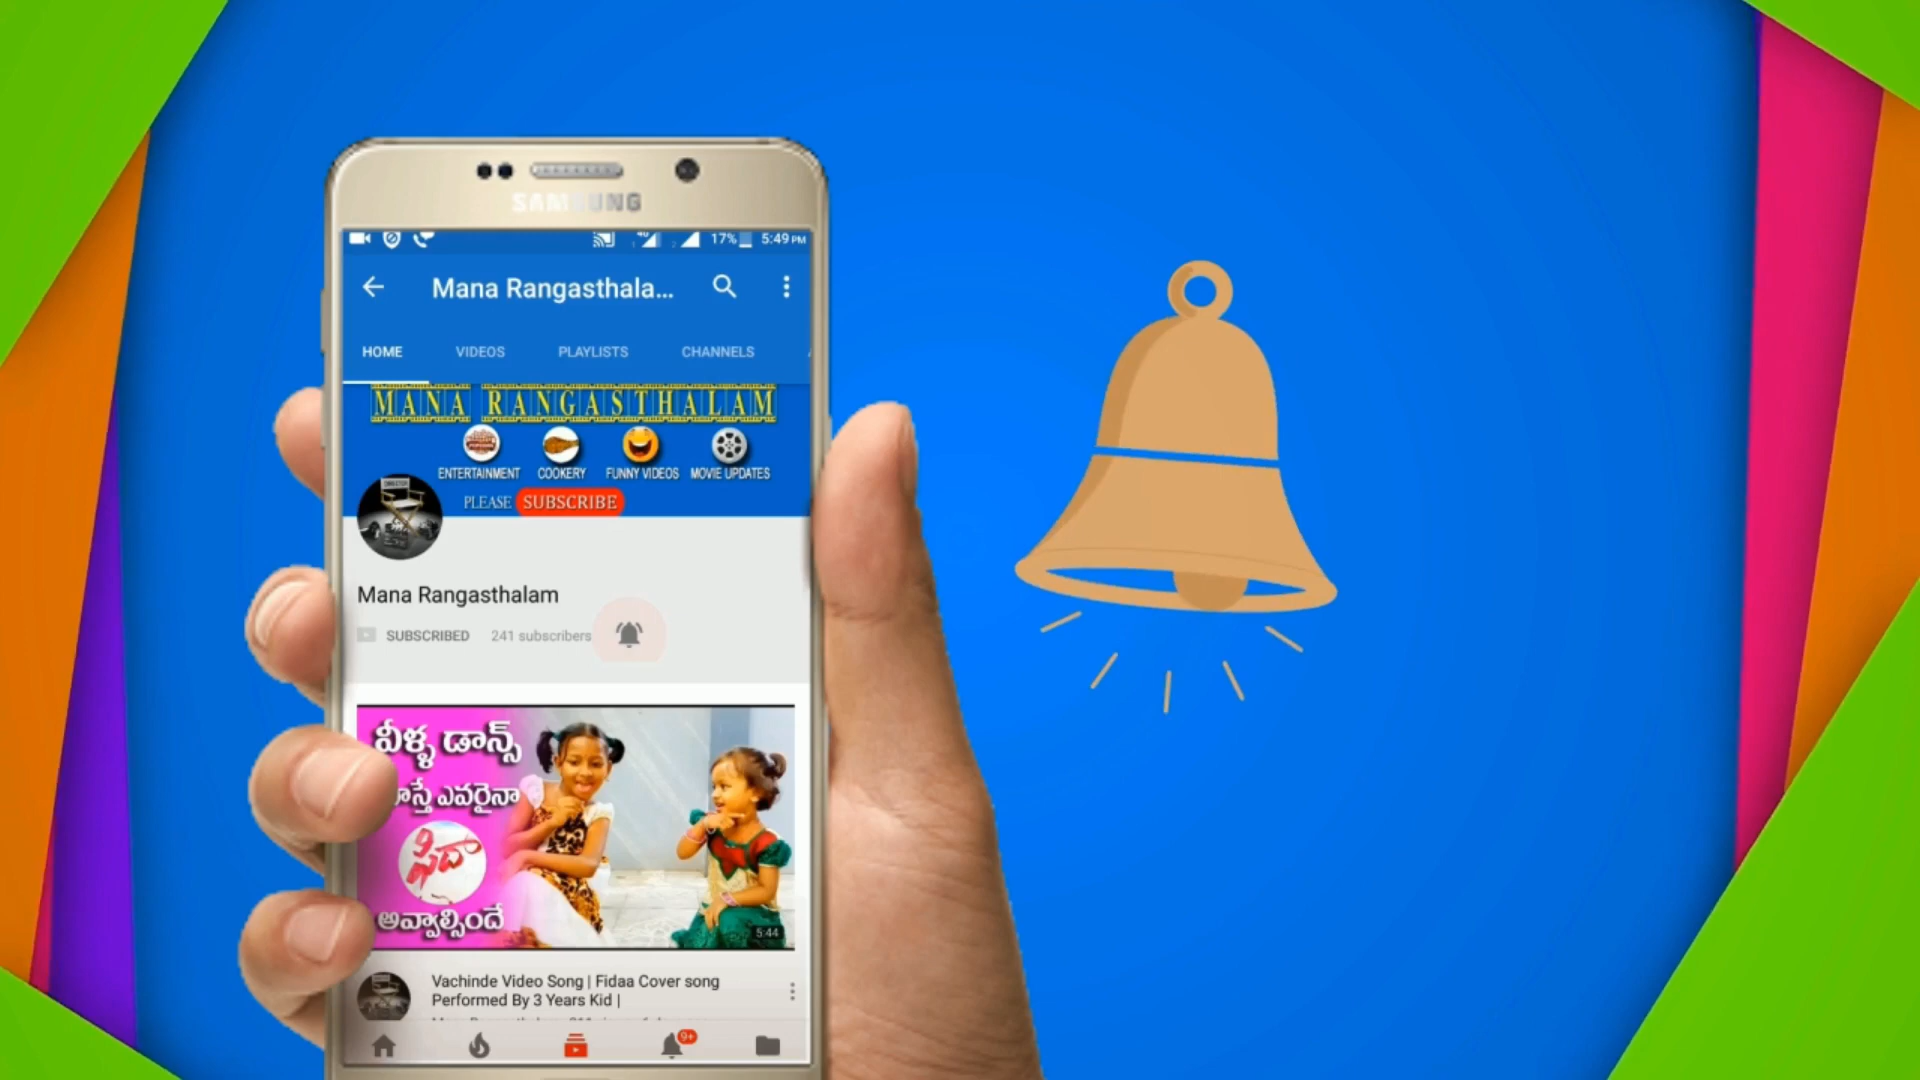 SAMSUNG
17% 5:49 PM
Mana Rangasthala...
HOME VIDEOS PLAYLISTS CHANNELS
MANA RANGASTHALAM
ENTERTAINMENT COOKERY FUNNY VIDEOS MOVIE UPDATES
PLEASE SUBSCRIBE
DIRECTOR
Mana Rangasthalam
SUBSCRIBED 241 subscribers
వీళ్ళ డాన్స్
ఎవరైనా
ఫిదా
అవ్వాల్సిందే
5:44
Vachinde Video Song | Fidaa Cover song
Performed By 3 Years Kid |
9+